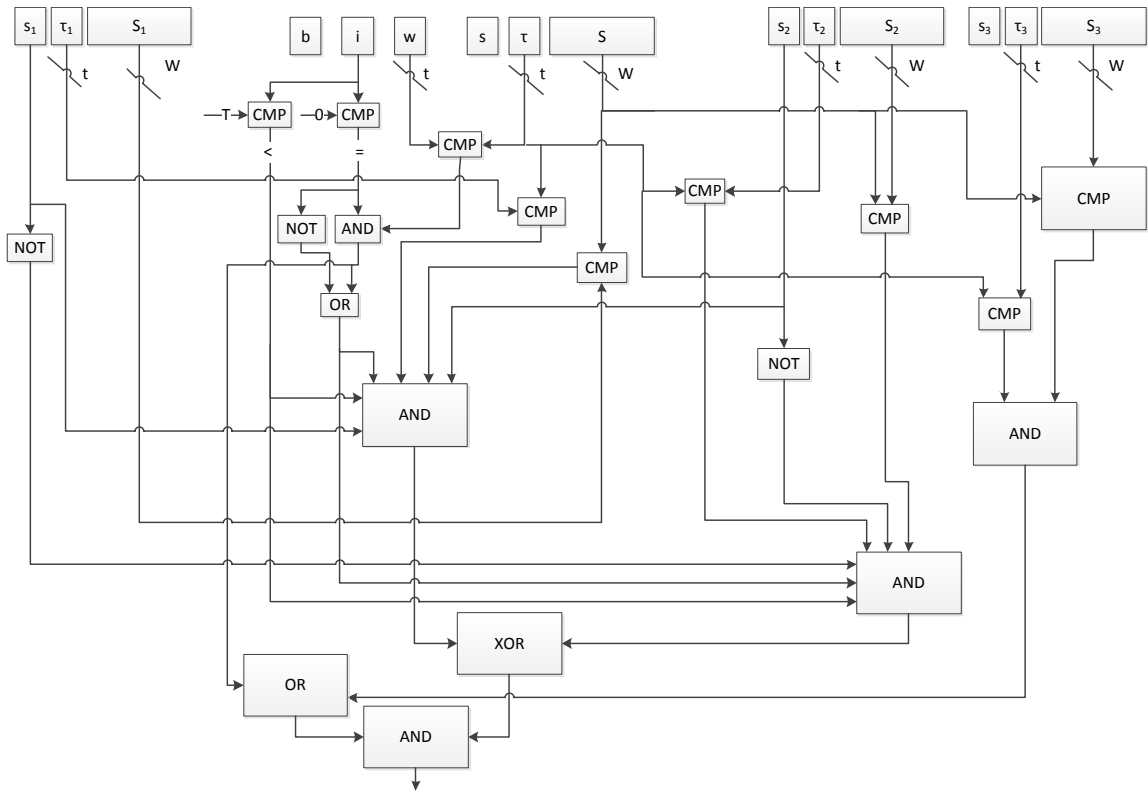 s₁ τ₁ S₁ b i w s τ S s₂ τ₂ S₂ s₃ τ₃ S₃
t W t t W t W t W
T CMP 0 CMP
CMP
< =
CMP CMP CMP
NOT AND CMP CMP
NOT
CMP
OR CMP
NOT
AND AND
AND
XOR
OR
AND